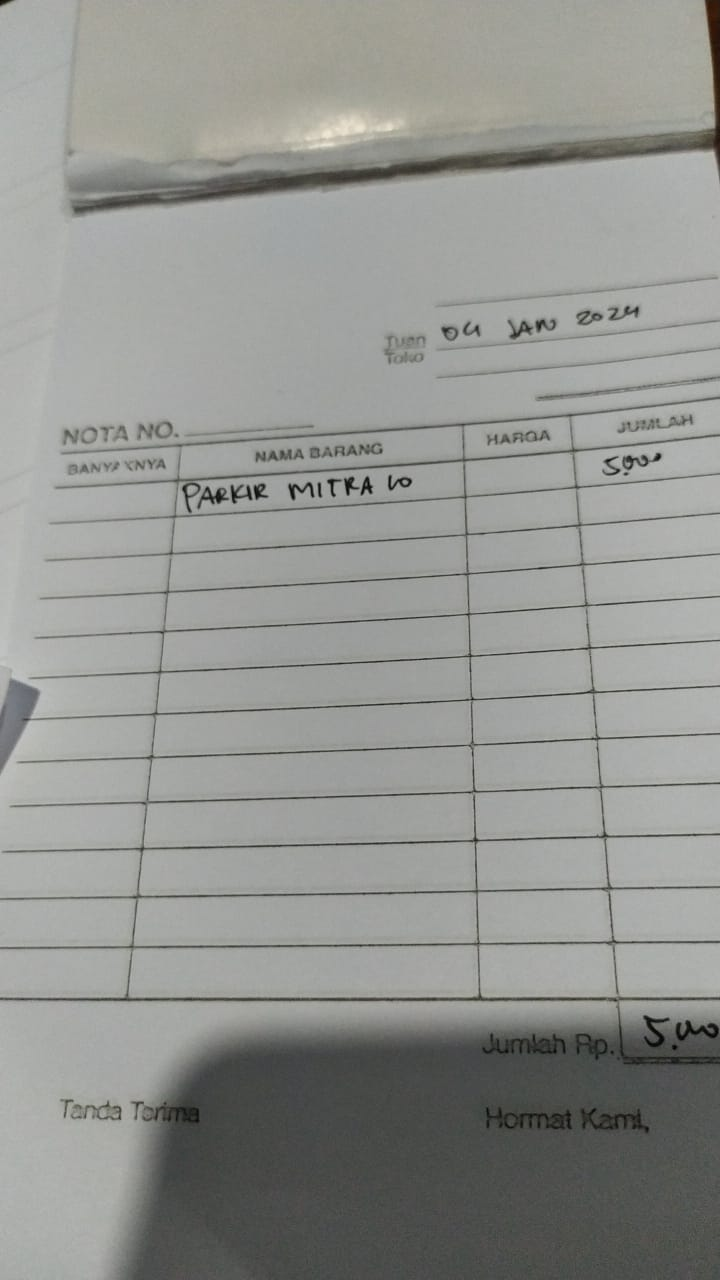 04 JAN 2024
Tuan
Toko
NOTA NO.
BANYAKNYA NAMA BARANG HARGA JUMLAH
PARKIR MITRA 10 5.000
Jumlah Rp. 5.000
Tanda Terima Hormat Kami,